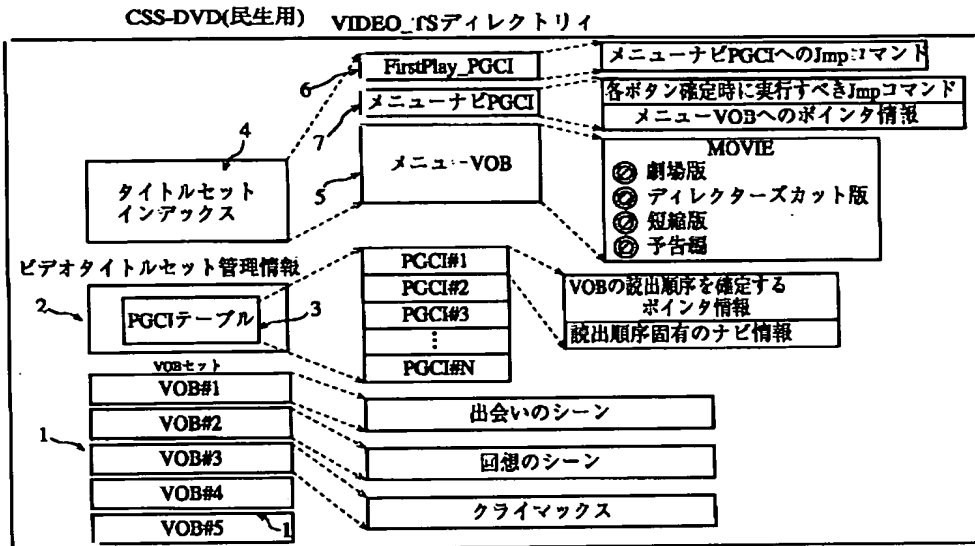 CSS-DVD(民生用) VIDEO_TSディレクトリィ
6
FirstPlay_PGCI
メニューナビPGCIへのJmpコマンド
7
メニューナビPGCI
各ボタン確定時に実行すべきJmpコマンド
メニューVOBへのポインタ情報
4
タイトルセット
インデックス
5
メニューVOB
MOVIE
劇場版
ディレクターズカット版
短縮版
予告編
ビデオタイトルセット管理情報
2
PGCIテーブル
3
PGCI#1
PGCI#2
PGCI#3
⋮
PGCI#N
VOBの読出順序を確定する
ポインタ情報
読出順序固有のナビ情報
VOBセット
1
VOB#1
VOB#2
VOB#3
VOB#4
VOB#5
1
出会いのシーン
回想のシーン
クライマックス